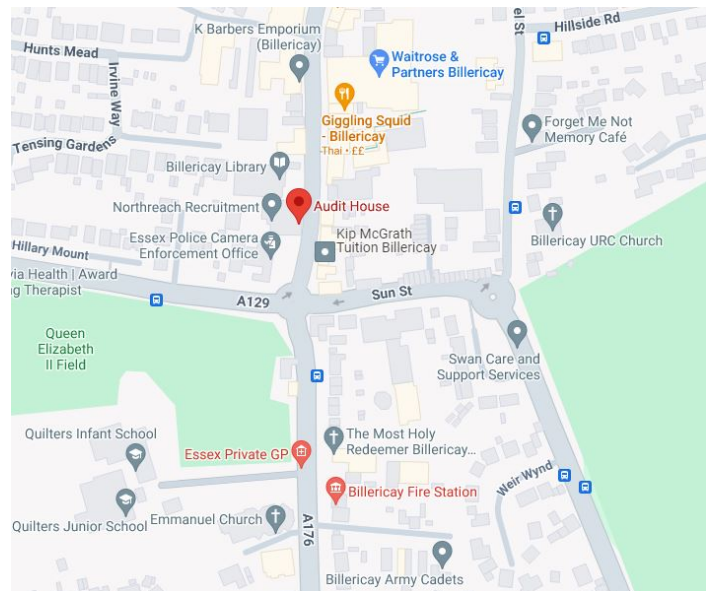 K Barbers Emporium
(Billericay)
el St
Hillside Rd
Hunts Mead
Irvine Way
Waitrose &
Partners Billericay
Giggling Squid
- Billericay
Thai • ££
Forget Me Not
Memory Café
Tensing Gardens
Billericay Library
Northreach Recruitment
Audit House
Kip McGrath
Tuition Billericay
Essex Police Camera
Enforcement Office
Billericay URC Church
Hillary Mount
via Health | Award
g Therapist
A129
Sun St
Queen
Elizabeth
II Field
Swan Care and
Support Services
Quilters Infant School
Essex Private GP
The Most Holy
Redeemer Billericay...
Weir Wynd
Billericay Fire Station
Quilters Junior School
Emmanuel Church
A176
Billericay Army Cadets